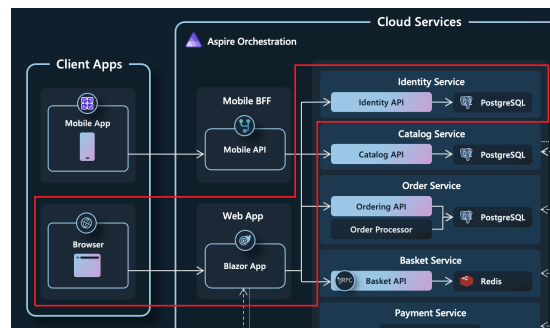 Cloud Services
Aspire Orchestration
Client Apps
Mobile App
Browser
Mobile BFF
Mobile API
Web App
Blazor App
Identity Service
Identity API
PostgreSQL
Catalog Service
Catalog API
PostgreSQL
Order Service
Ordering API
Order Processor
PostgreSQL
Basket Service
gRPC
Basket API
Redis
Payment Service